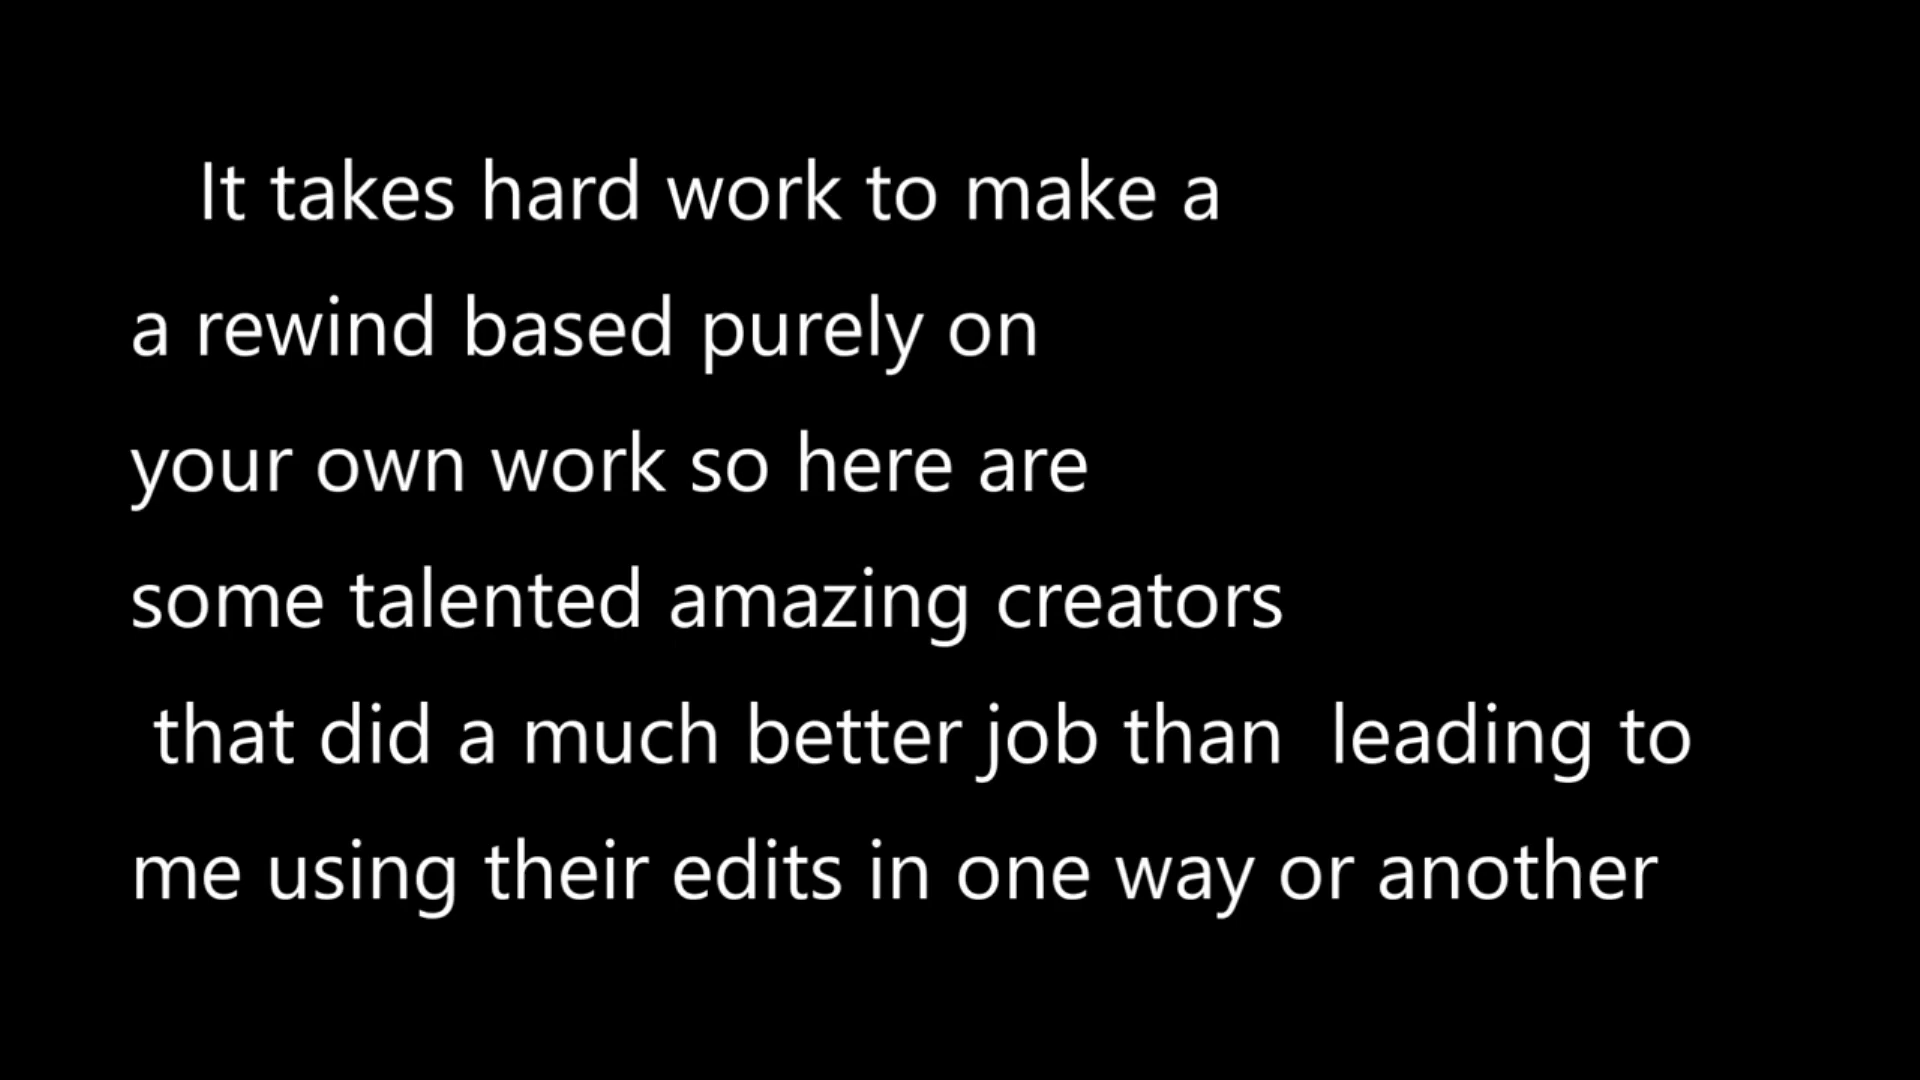 It takes hard work to make a
a rewind based purely on
your own work so here are
some talented amazing creators
that did a much better job than  leading to
me using their edits in one way or another